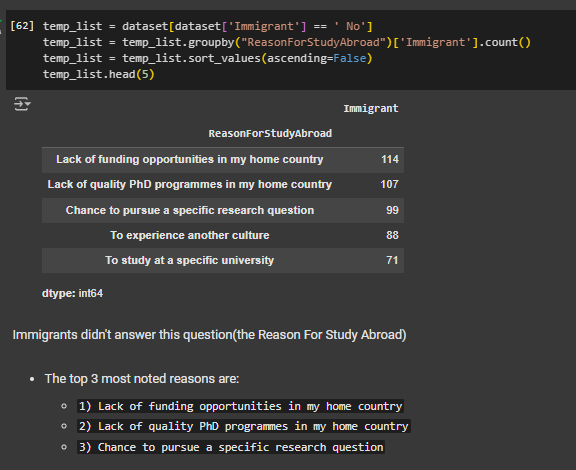 [62] temp_list = dataset[dataset['Immigrant'] == ' No']
temp_list = temp_list.groupby("ReasonForStudyAbroad")['Immigrant'].count()
temp_list = temp_list.sort_values(ascending=False)
temp_list.head(5)
Immigrant
ReasonForStudyAbroad
Lack of funding opportunities in my home country 114
Lack of quality PhD programmes in my home country 107
Chance to pursue a specific research question 99
To experience another culture 88
To study at a specific university 71
dtype: int64
Immigrants didn't answer this question(the Reason For Study Abroad)
• The top 3 most noted reasons are:
○ 1) Lack of funding opportunities in my home country
○ 2) Lack of quality PhD programmes in my home country
○ 3) Chance to pursue a specific research question